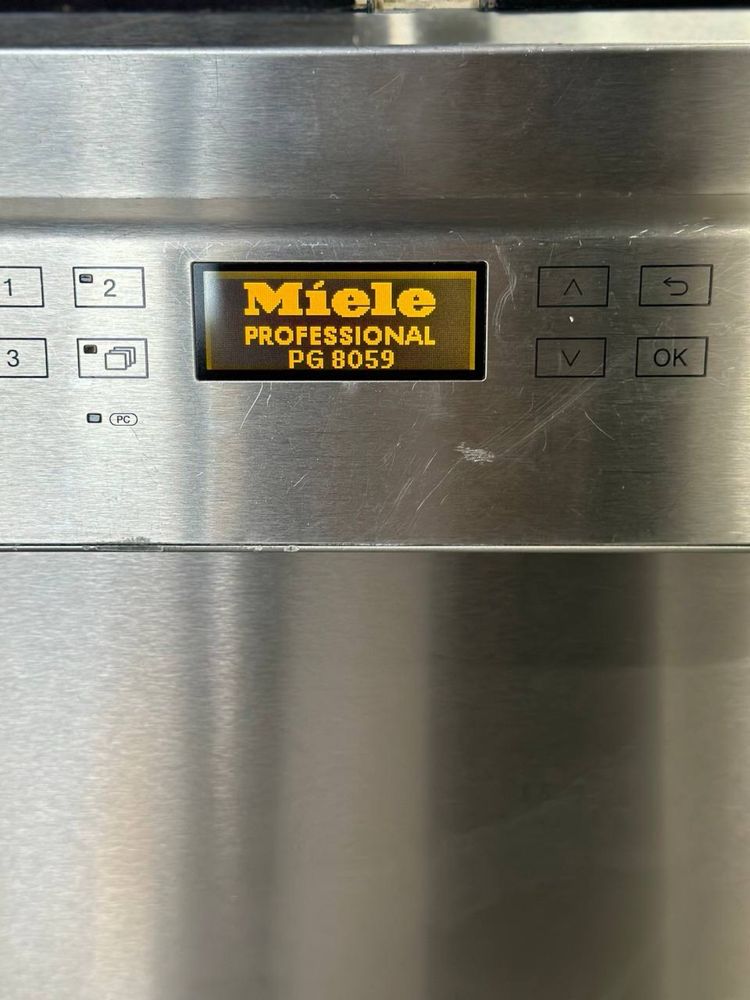 1
2
Miele
PROFESSIONAL
PG 8059
3
OK
PC